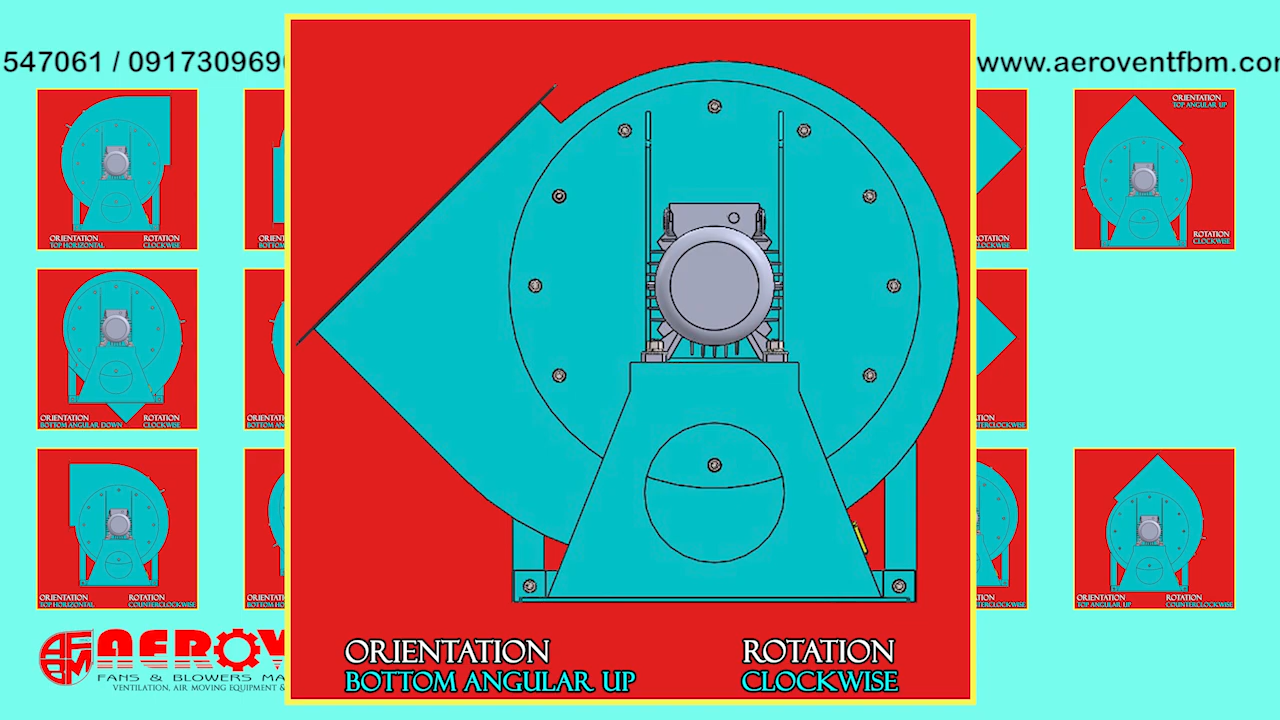 547061 / 0917309696
www.aeroventfbm.com
ORIENTATION
TOP HORIZONTAL
ROTATION
CLOCKWISE
ORIENTATION
TOP ANGULAR UP
ROTATION
CLOCKWISE
ORIENTATION
BOTTOM ANGULAR DOWN
ROTATION
CLOCKWISE
ORIENTATION
TOP HORIZONTAL
ROTATION
COUNTERCLOCKWISE
ORIENTATION
TOP ANGULAR UP
ROTATION
COUNTERCLOCKWISE
ORIENTATION
BOTTOM ANGULAR UP
ROTATION
CLOCKWISE
AFBM
AEROV
FANS & BLOWERS MA
VENTILATION, AIR MOVING EQUIPMENT &